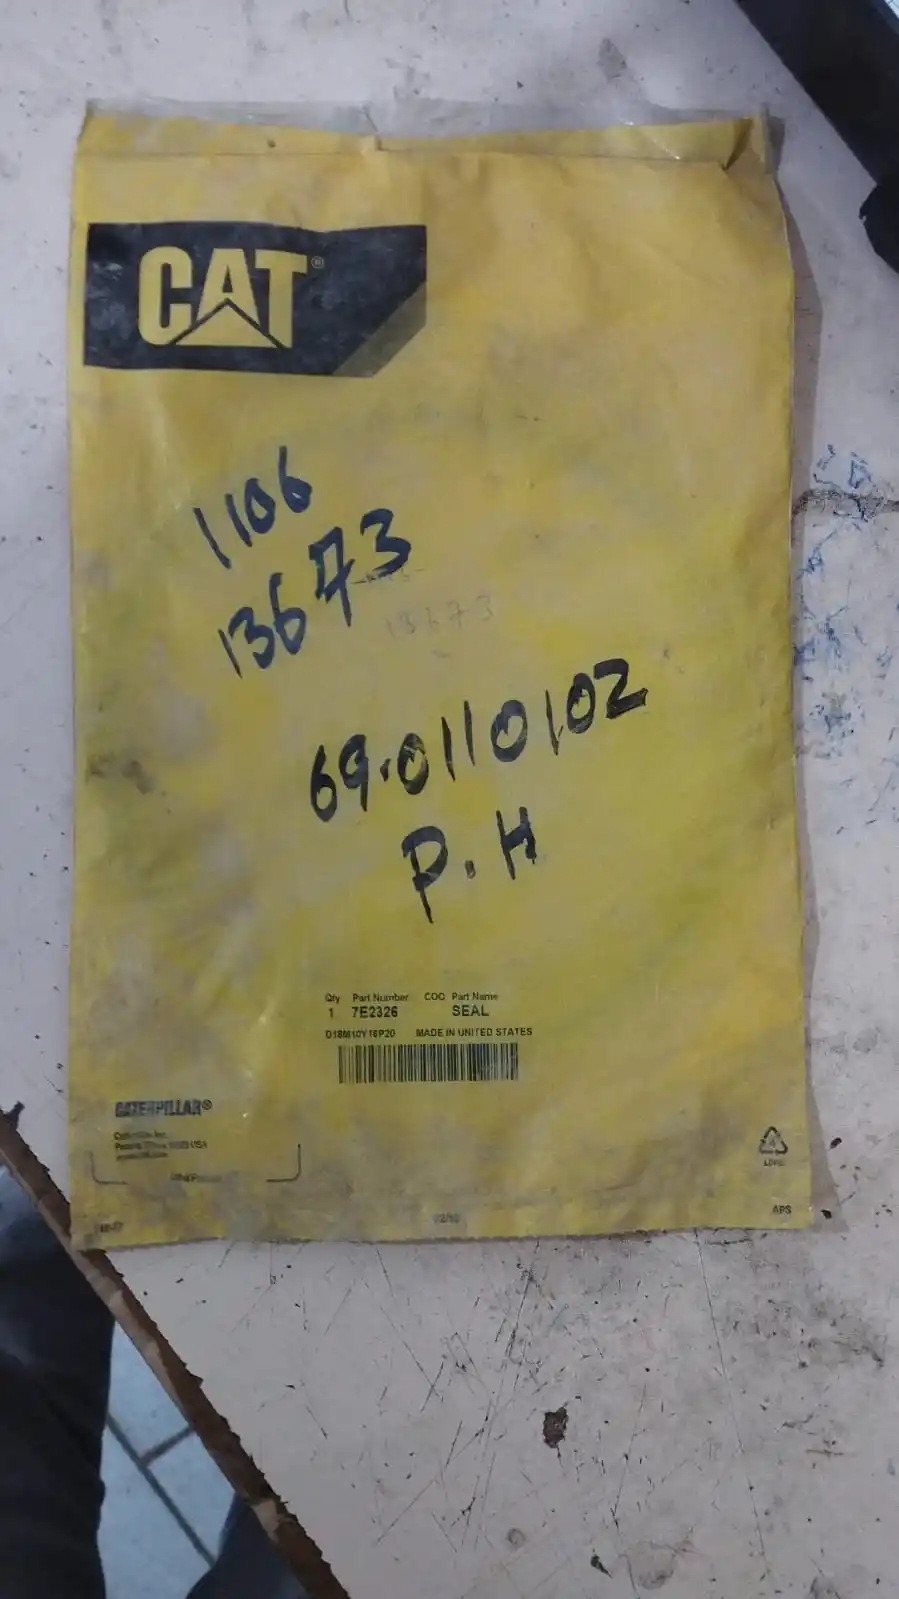 CAT®
1106
13673
13673
69.0110102
P.H
Qty Part Number COO Part Name
1 7E2326 SEAL
MADE IN UNITED STATES
CATERPILLAR®
APS